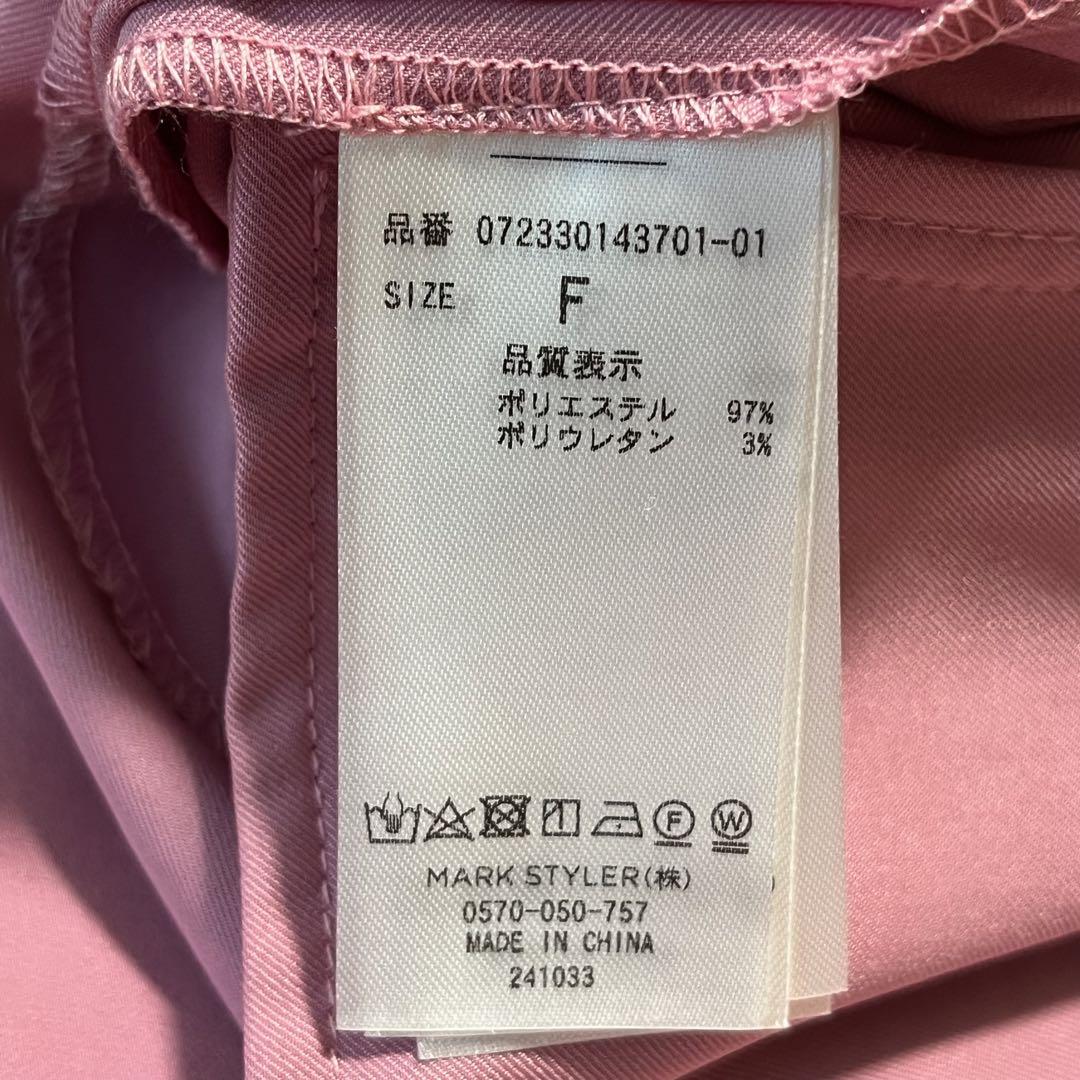 品番 072330143701-01
SIZE F
品質表示
ポリエステル 97%
ポリウレタン 3%
F W
MARK STYLER(株)
0570-050-757
MADE IN CHINA
241033